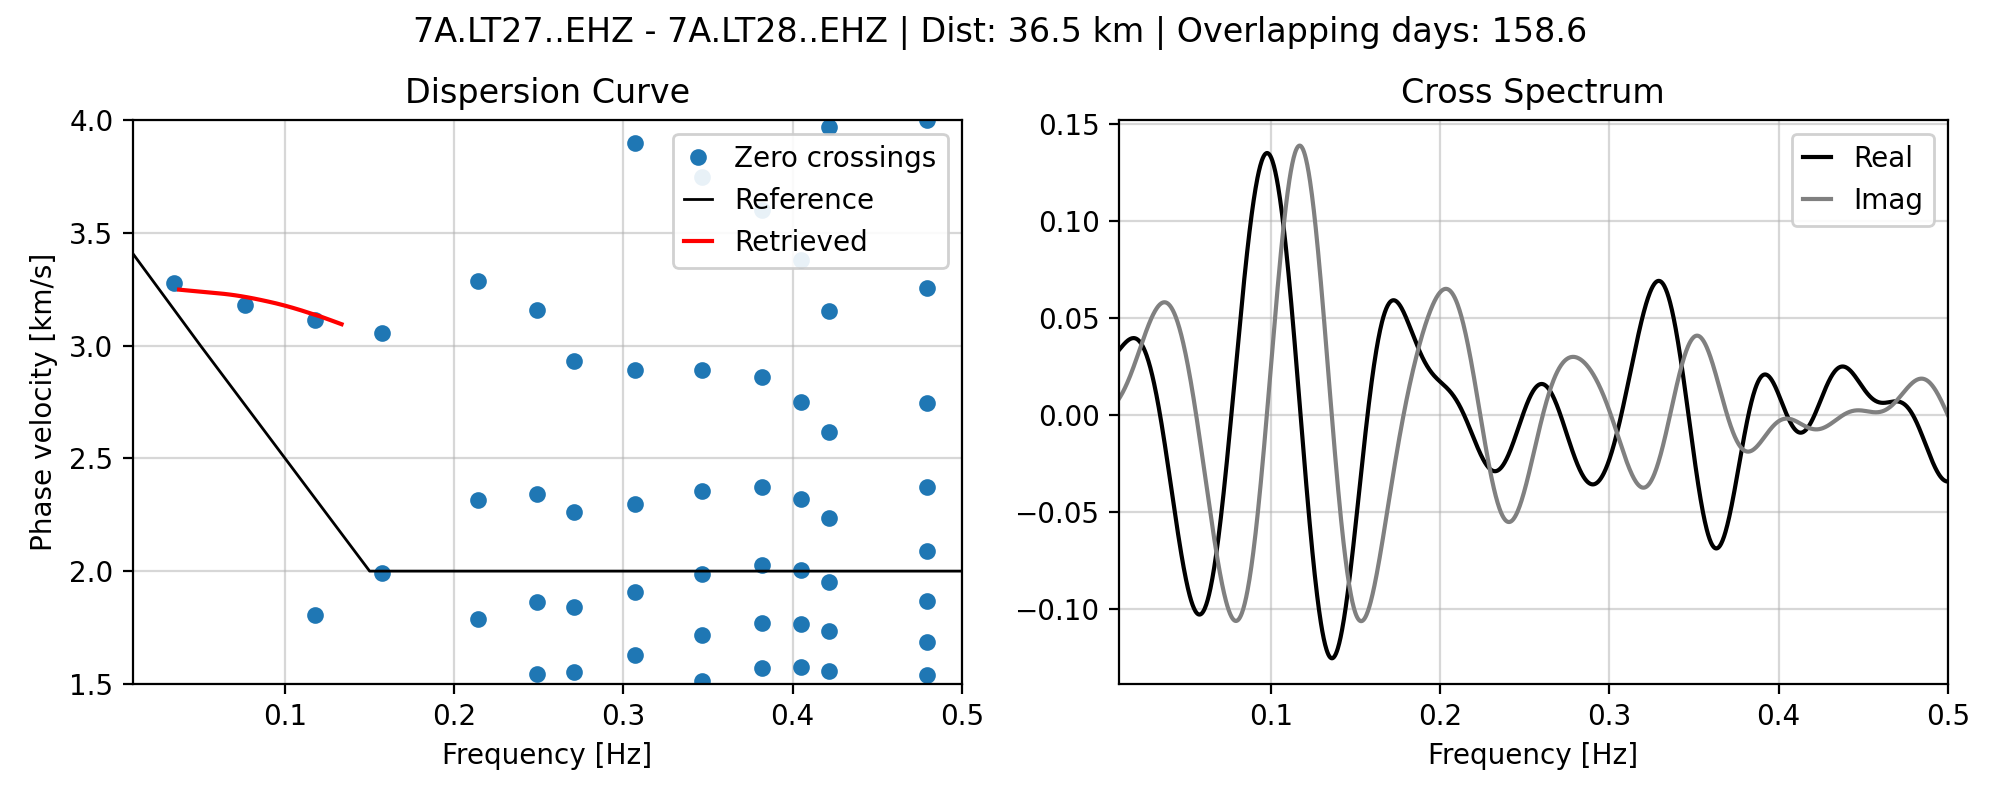 7A.LT27..EHZ - 7A.LT28..EHZ | Dist: 36.5 km | Overlapping days: 158.6
Dispersion Curve
4.0
3.5
3.0
2.5
2.0
1.5
Phase velocity [km/s]
0.1
0.2
0.3
0.4
0.5
Frequency [Hz]
Zero crossings
Reference
Retrieved
Cross Spectrum
0.15
0.10
0.05
0.00
−0.05
−0.10
0.1
0.2
0.3
0.4
0.5
Frequency [Hz]
Real
Imag